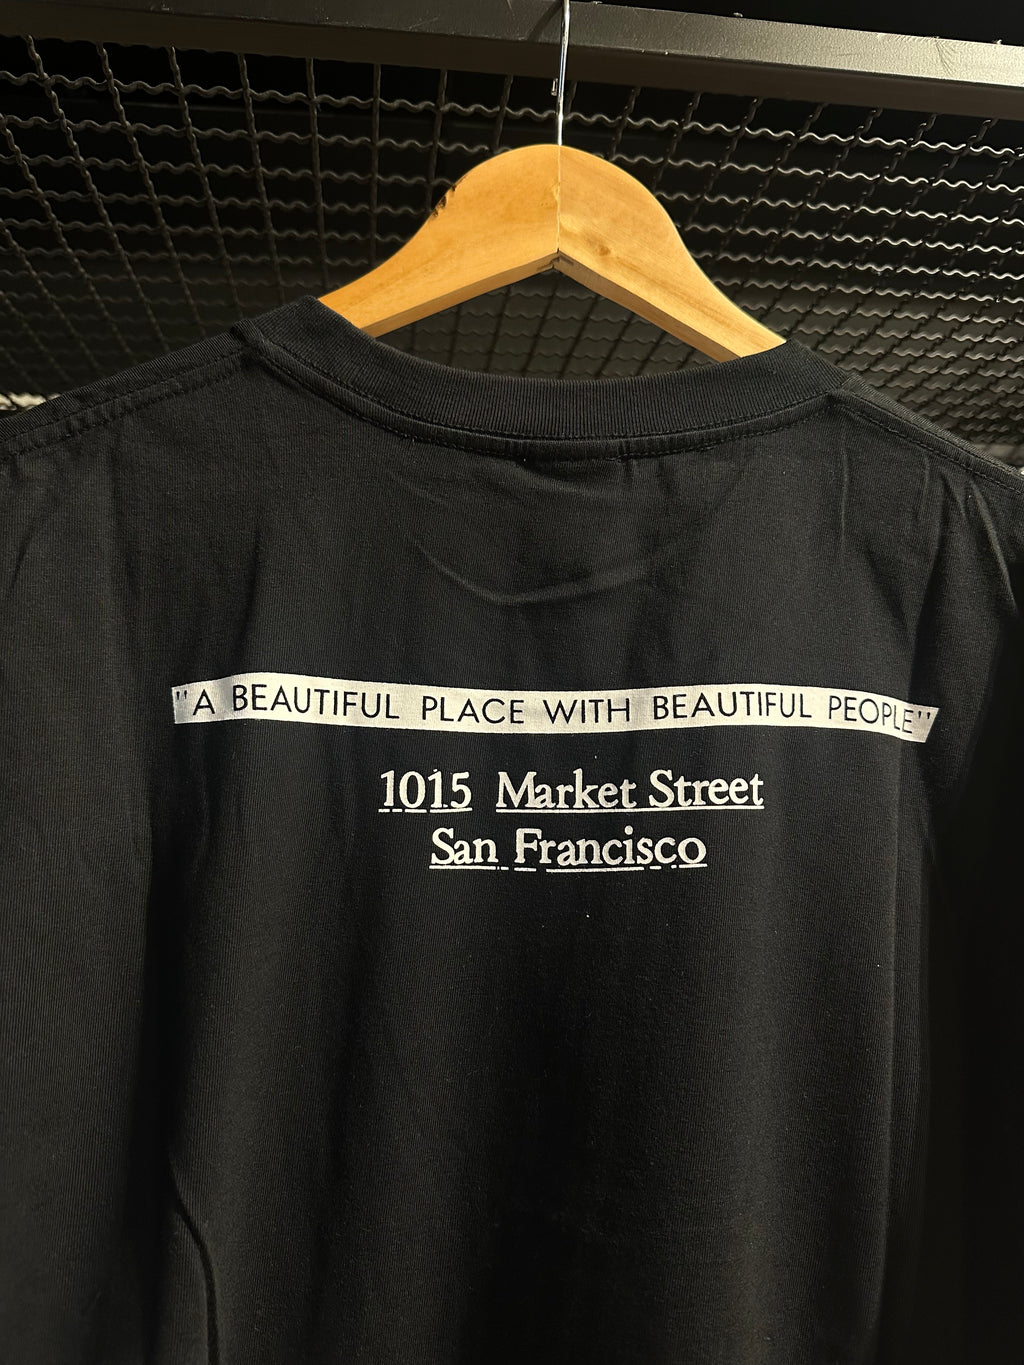 "A BEAUTIFUL PLACE WITH BEAUTIFUL PEOPLE"
1015 Market Street
San Francisco